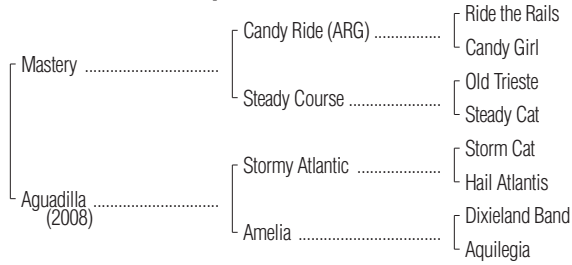 Ride the Rails
Candy Ride (ARG) ................
Candy Girl
Mastery ......................................
Old Trieste
Steady Course .......................
Steady Cat
Storm Cat
Stormy Atlantic .....................
Hail Atlantis
Aguadilla ...................................
(2008)
Dixieland Band
Amelia ....................................
Aquilegia